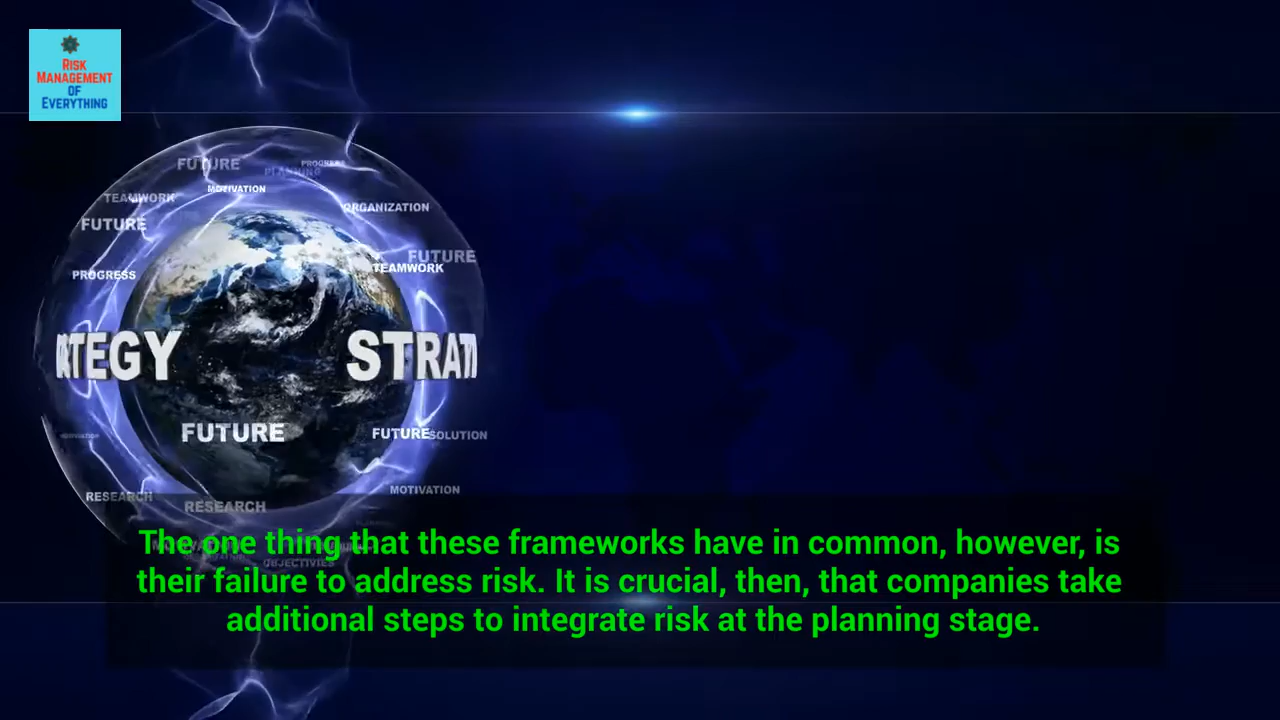 RISK
MANAGEMENT
OF
EVERYTHING
FUTURE
PROGRESS
PLANNING
MOTIVATION
TEAMWORK
ORGANIZATION
FUTURE
FUTURE
TEAMWORK
PROGRESS
TEGY
STRAT
FUTURE
FUTURE
SOLUTION
MOTIVATION
RESEARCH
RESEARCH
The one thing that these frameworks have in common, however, is
OBJECTIVES
their failure to address risk. It is crucial, then, that companies take
additional steps to integrate risk at the planning stage.